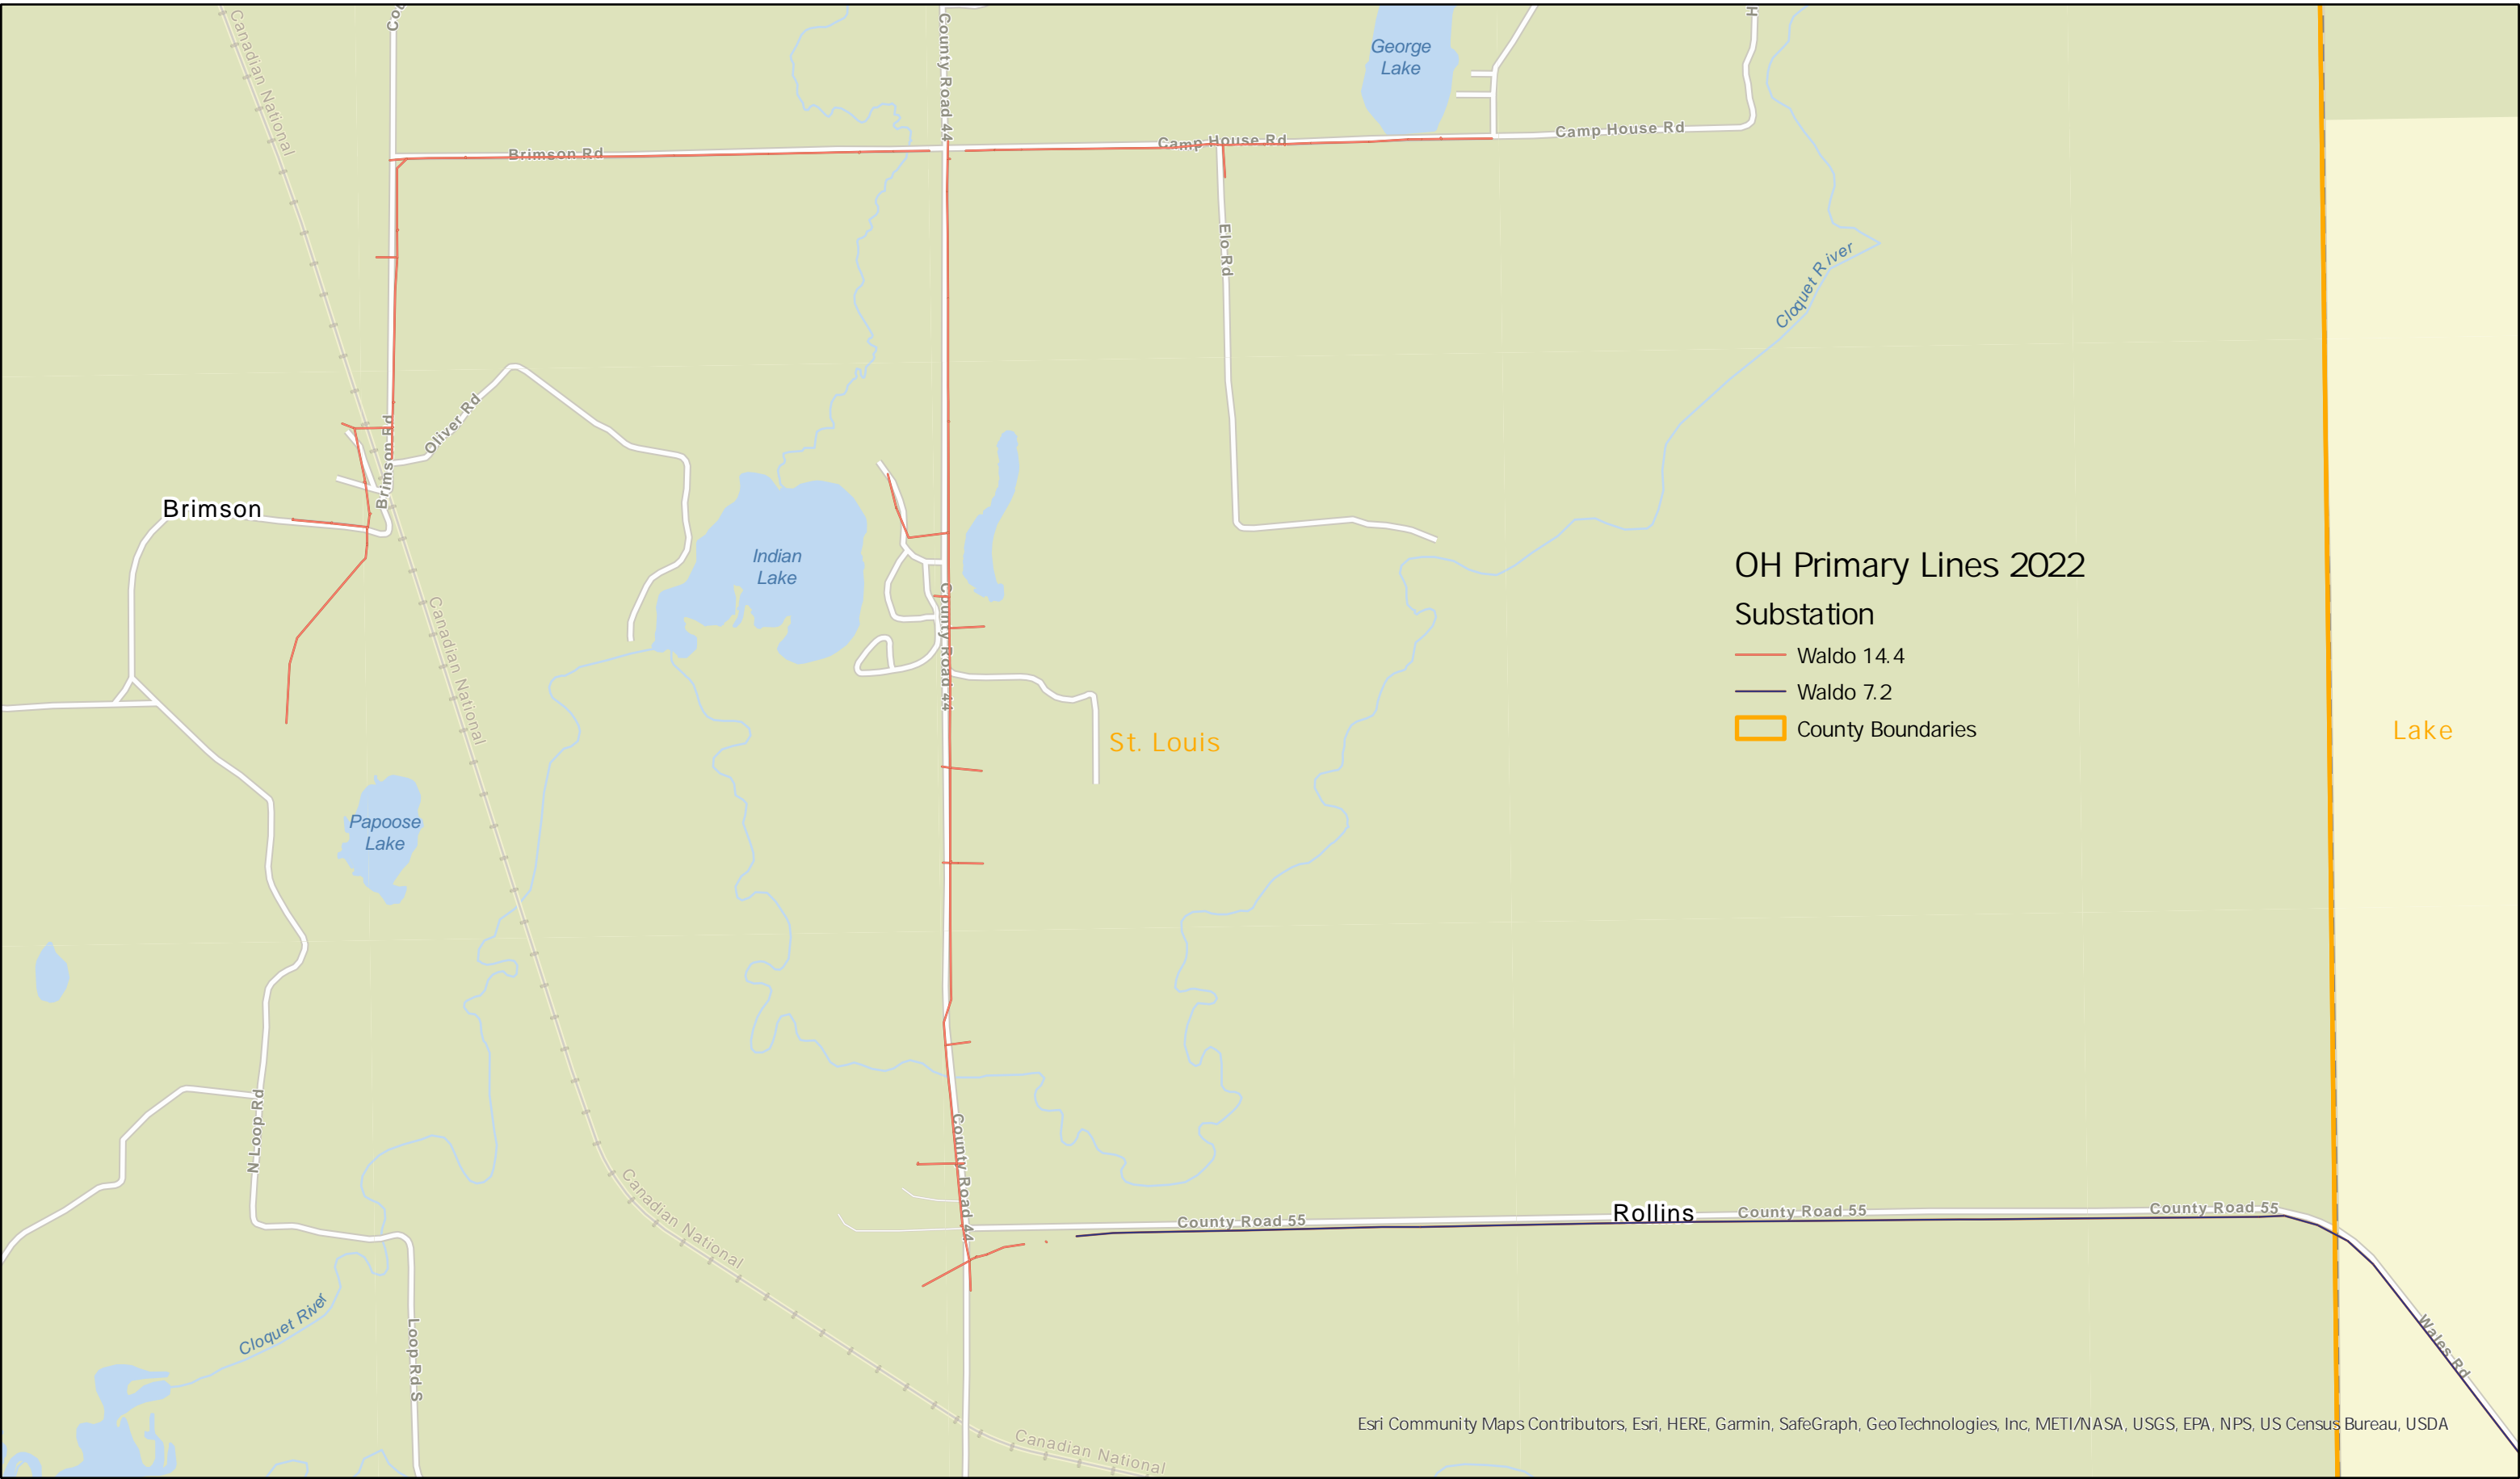 Cou
County Road 44
H
Canadian National
George
Lake
Brimson Rd
Camp House Rd
Camp House Rd
Elo Rd
Cloquet River
Oliver Rd
Brimson Rd
Brimson
Indian
Lake
OH Primary Lines 2022
Substation
Waldo 14.4
Waldo 7.2
County Boundaries
Canadian National
County Road 44
St. Louis
Lake
Papoose
Lake
N Loop Rd
County Road 44
Canadian National
County Road 55
Rollins
County Road 55
County Road 55
Cloquet River
Loop Rd S
Wales Rd
Canadian National
Esri Community Maps Contributors, Esri, HERE, Garmin, SafeGraph, GeoTechnologies, Inc, METI/NASA, USGS, EPA, NPS, US Census Bureau, USDA